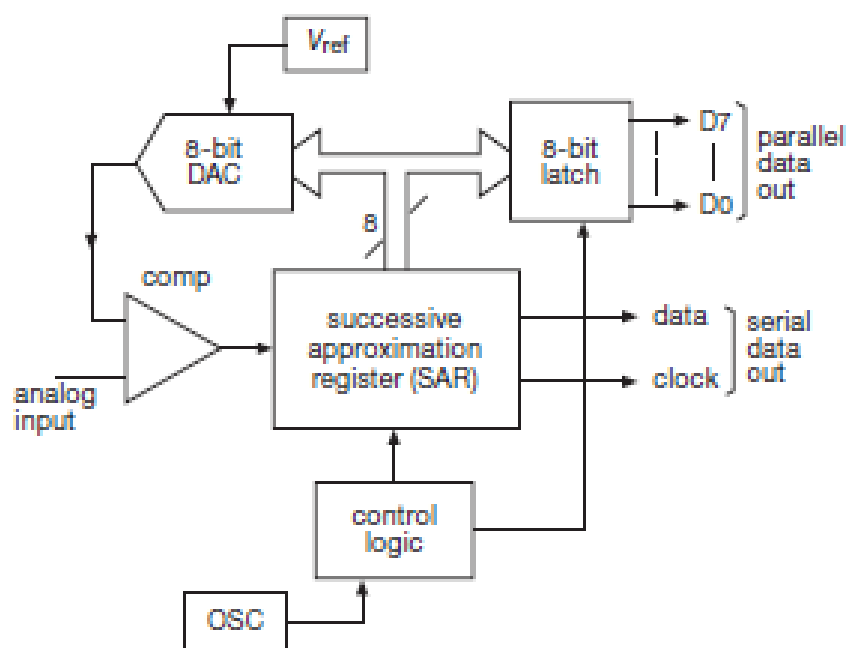 Vref
8-bit
DAC
8-bit
latch
D7
D0
parallel
data
out
8
comp
analog
input
successive
approximation
register (SAR)
data
clock
serial
data
out
control
logic
OSC